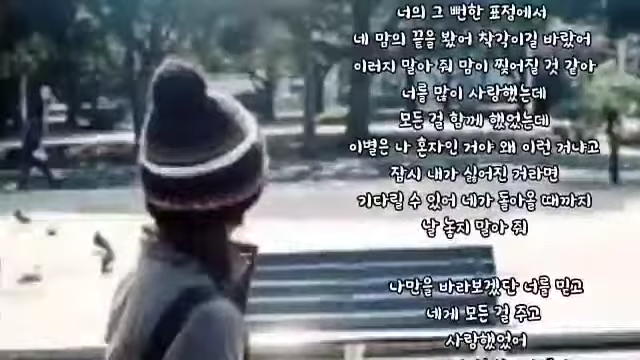 너의 그 뻔한 표정에서
네 맘의 끝을 봤어 착각이길 바랬어
이러지 말아 줘 맘이 찢어질 것 같아
너를 많이 사랑했는데
모든 걸 함께 했었는데
이별은 나 혼자인 거야 왜 이런 거냐고
잠시 내가 싫어진 거라면
기다릴 수 있어 네가 돌아올 때까지
날 놓지 말아 줘
나만을 바라보겠단 너를 믿고
네게 모든 걸 주고
사랑했었어